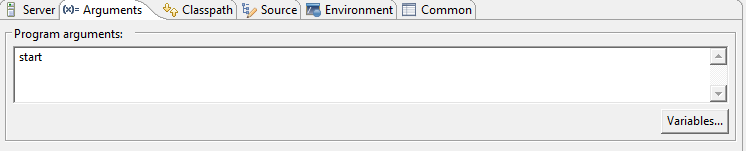 Server (x)= Arguments Classpath Source Environment Common
Program arguments:
start
Variables...